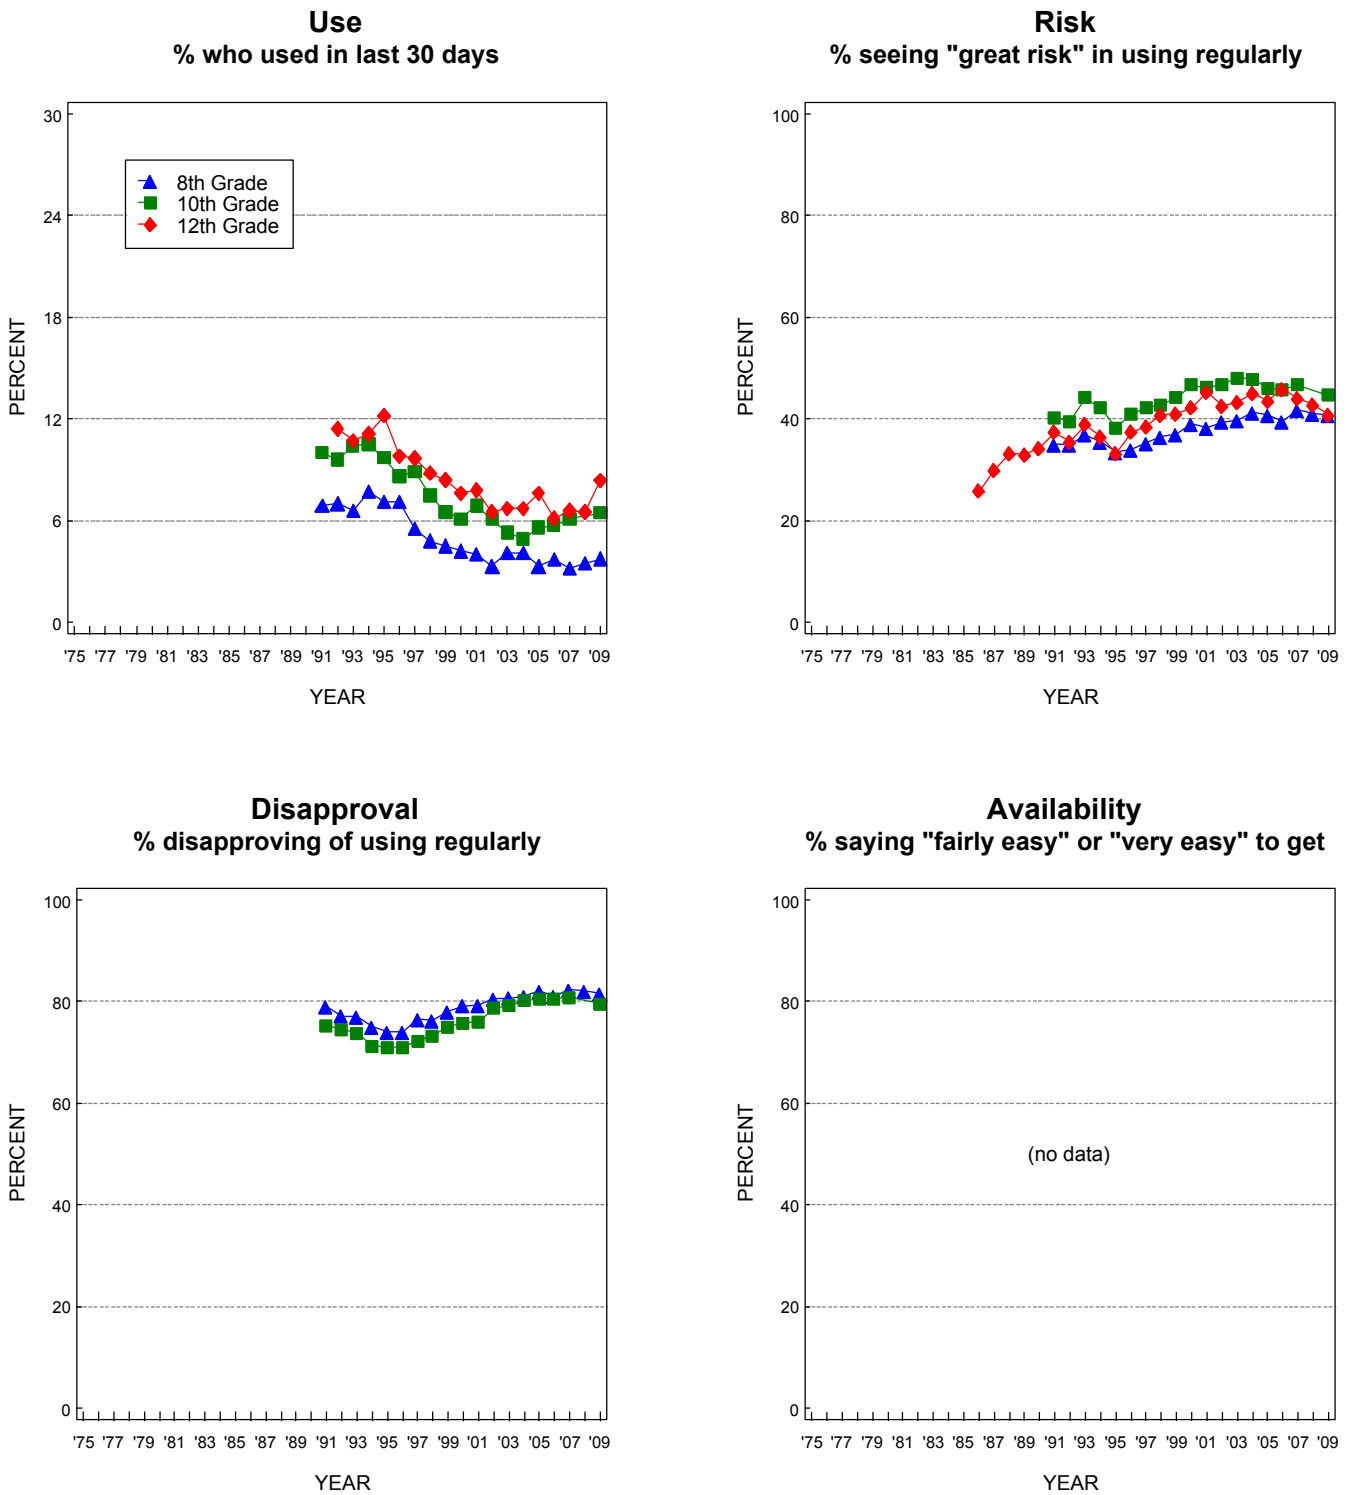 Use
% who used in last 30 days
30
24
18
12
6
0
PERCENT
8th Grade
10th Grade
12th Grade
'75 '77 '79 '81 '83 '85 '87 '89 '91 '93 '95 '97 '99 '01 '03 '05 '07 '09
YEAR
Risk
% seeing "great risk" in using regularly
100
80
60
40
20
0
PERCENT
'75 '77 '79 '81 '83 '85 '87 '89 '91 '93 '95 '97 '99 '01 '03 '05 '07 '09
YEAR
Disapproval
% disapproving of using regularly
100
80
60
40
20
0
PERCENT
'75 '77 '79 '81 '83 '85 '87 '89 '91 '93 '95 '97 '99 '01 '03 '05 '07 '09
YEAR
Availability
% saying "fairly easy" or "very easy" to get
100
80
60
40
20
0
PERCENT
(no data)
'75 '77 '79 '81 '83 '85 '87 '89 '91 '93 '95 '97 '99 '01 '03 '05 '07 '09
YEAR